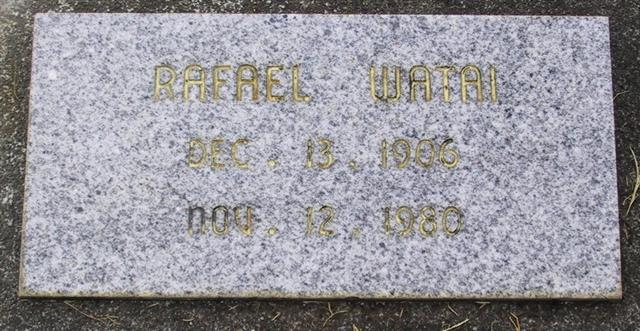 RAFAEL WATAI
DEC. 13. 1906
NOV. 12. 1980